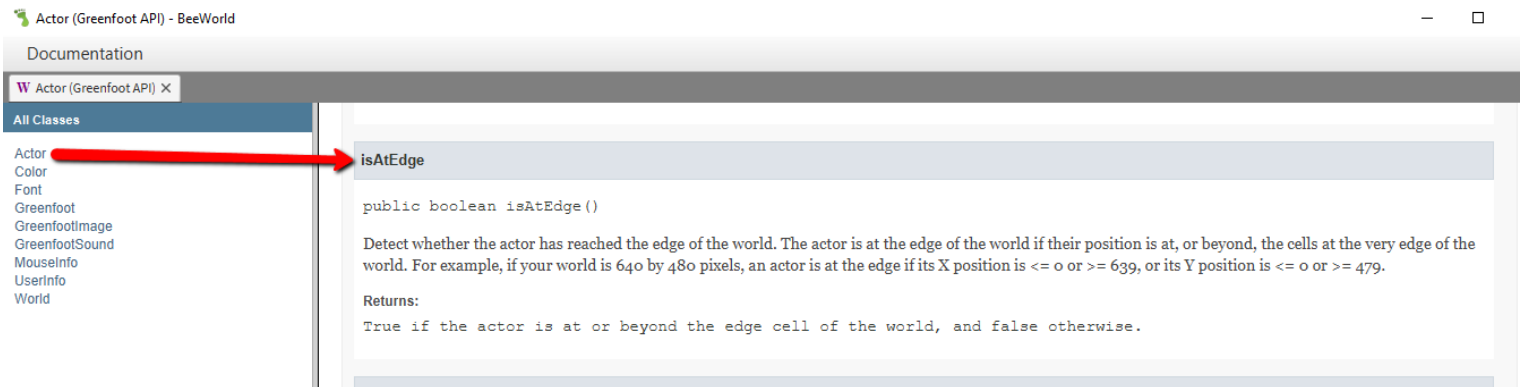 Actor (Greenfoot API) - BeeWorld
Documentation
W Actor (Greenfoot API) ×
All Classes
Actor
Color
Font
Greenfoot
GreenfootImage
GreenfootSound
MouseInfo
UserInfo
World
isAtEdge
public boolean isAtEdge()
Detect whether the actor has reached the edge of the world. The actor is at the edge of the world if their position is at, or beyond, the cells at the very edge of the
world. For example, if your world is 640 by 480 pixels, an actor is at the edge if its X position is <= 0 or >= 639, or its Y position is <= 0 or >= 479.
Returns:
True if the actor is at or beyond the edge cell of the world, and false otherwise.